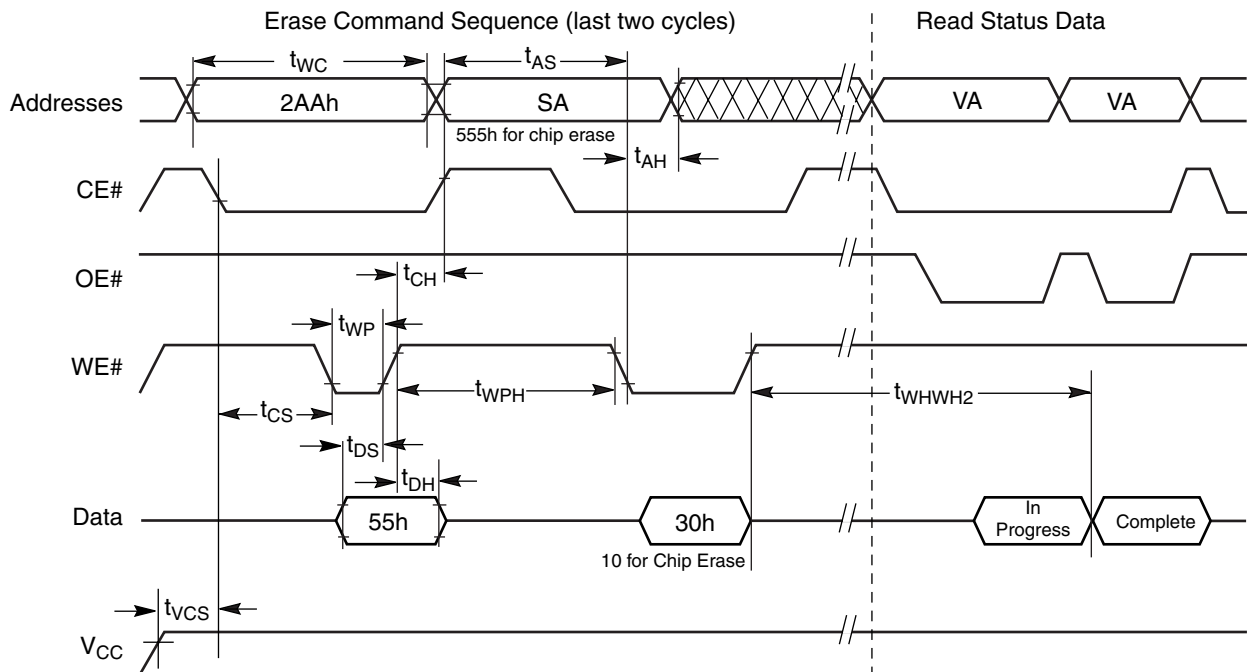 Erase Command Sequence (last two cycles)
Read Status Data
tWC
tAS
Addresses
2AAh
SA
VA
VA
555h for chip erase
tAH
CE#
OE#
tCH
tWP
WE#
tWPH
tWHWH2
tCS
tDS
tDH
Data
55h
30h
In
Progress
Complete
10 for Chip Erase
tVCS
VCC